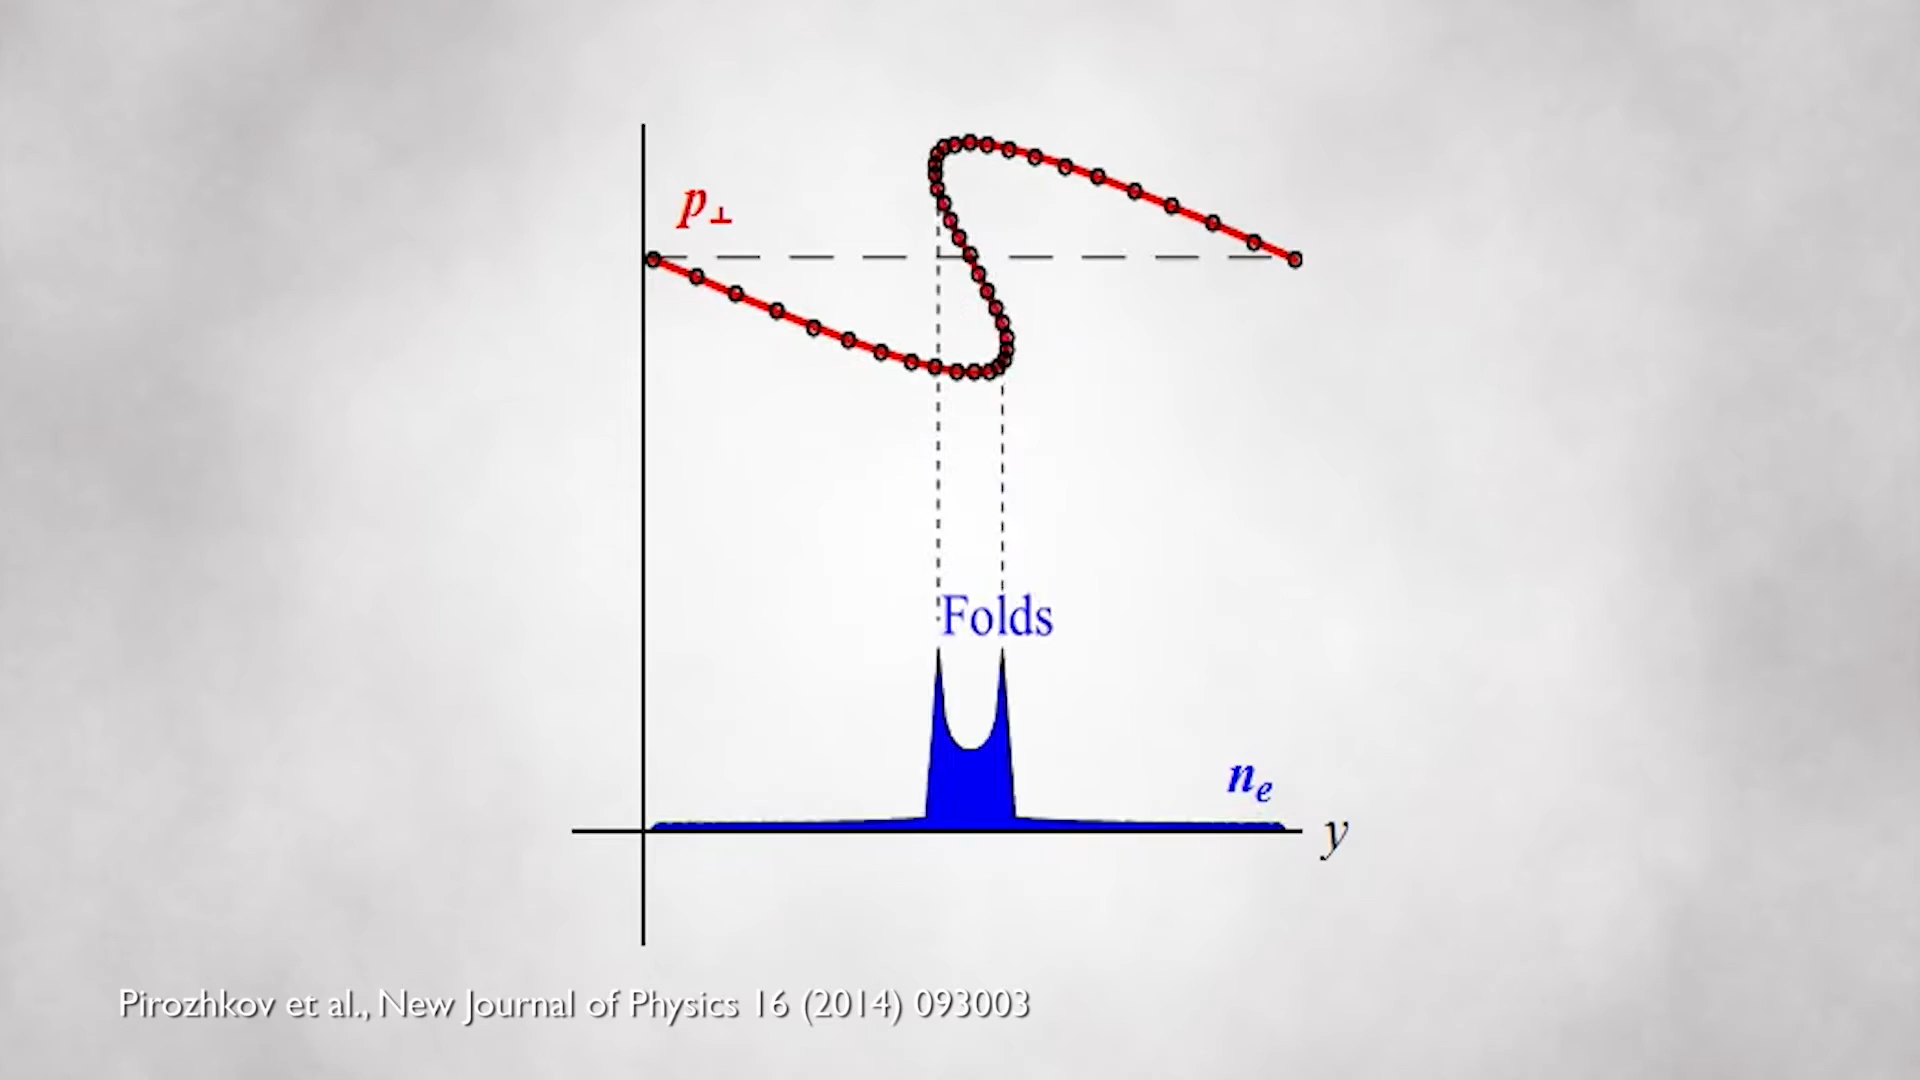 p⊥
Folds
nₑ
y
Pirozhkov et al., New Journal of Physics 16 (2014) 093003